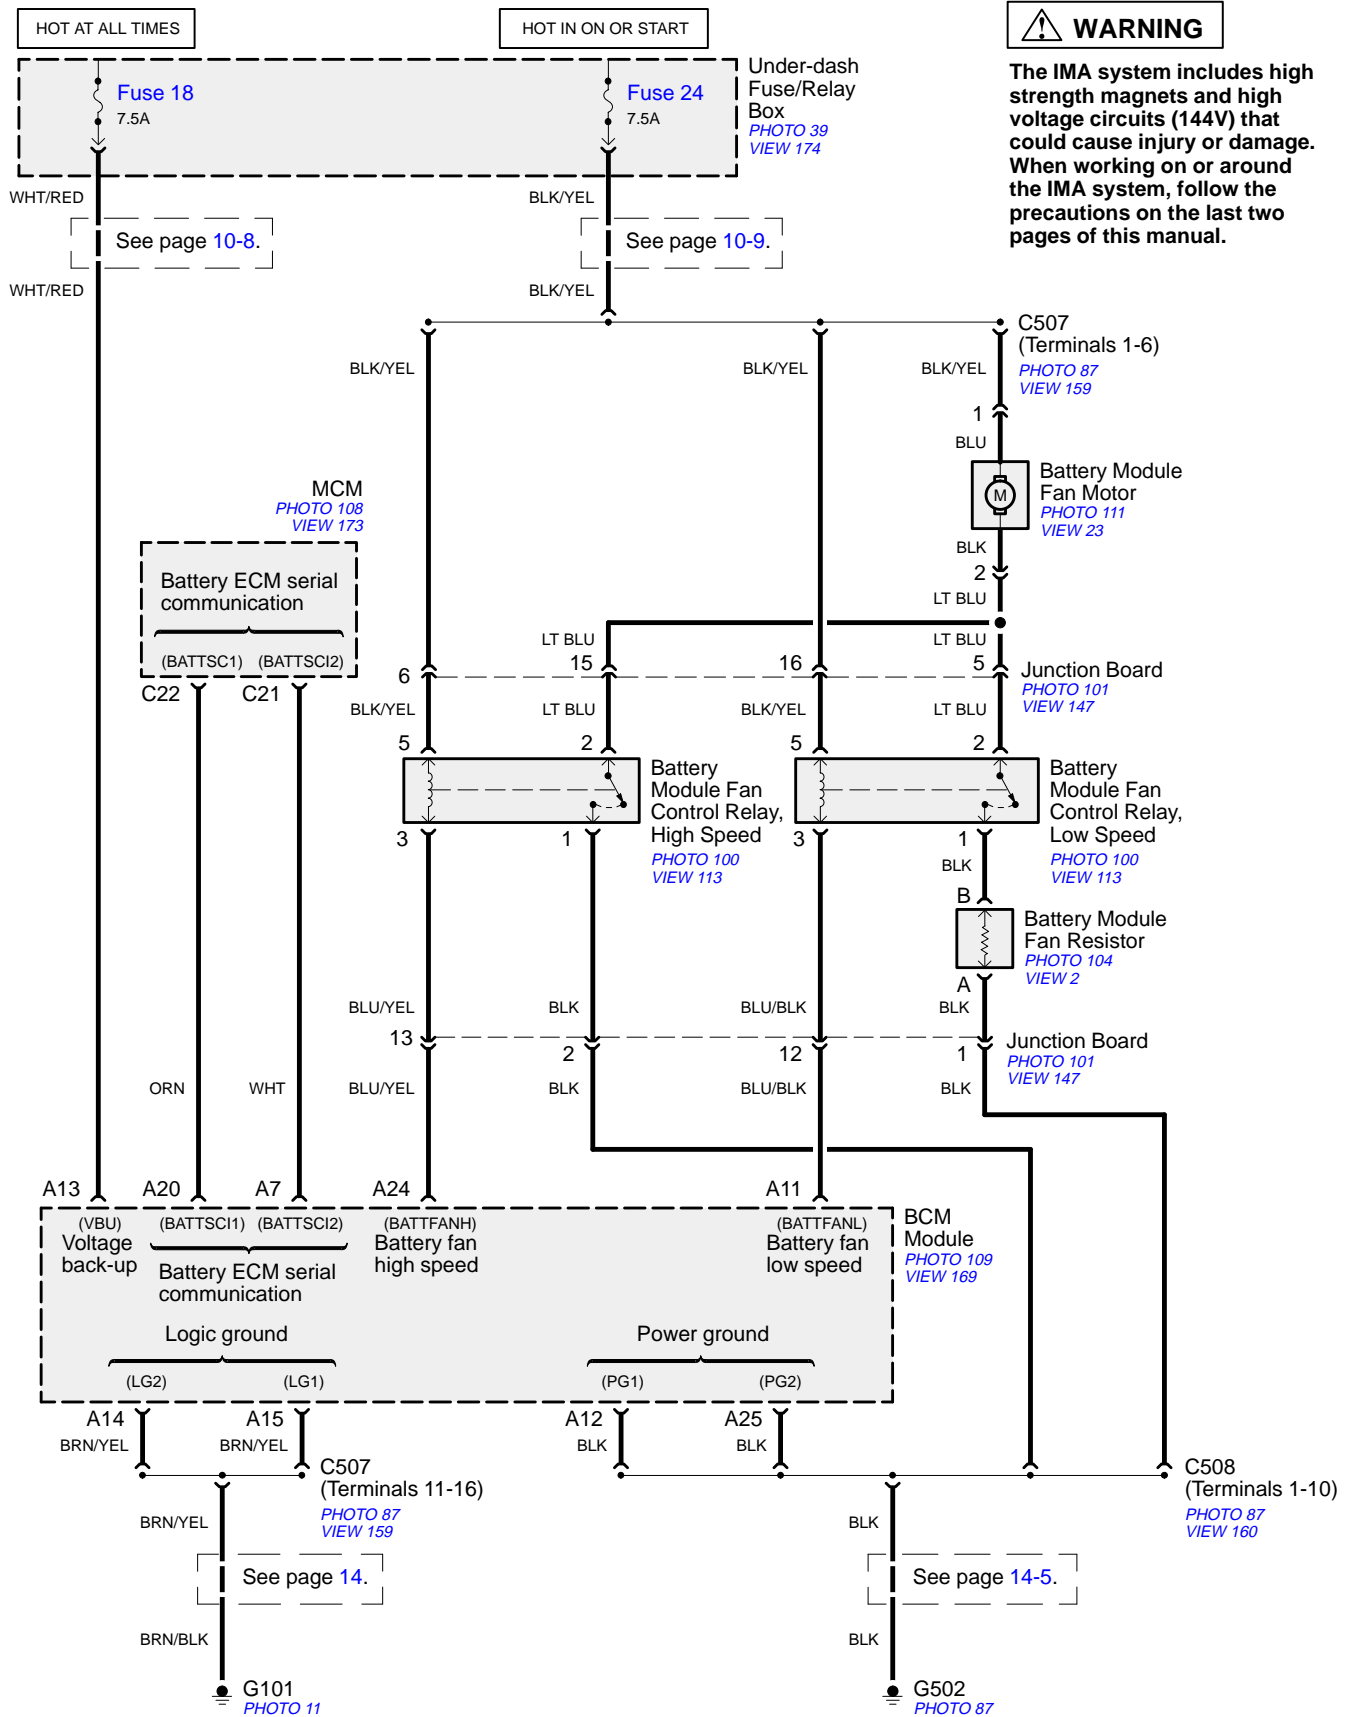 HOT AT ALL TIMES
HOT IN ON OR START
WARNING
The IMA system includes high
strength magnets and high
voltage circuits (144V) that
could cause injury or damage.
When working on or around
the IMA system, follow the
precautions on the last two
pages of this manual.
Fuse 18
7.5A
Fuse 24
7.5A
Under-dash
Fuse/Relay
Box
PHOTO 39
VIEW 174
WHT/RED
BLK/YEL
See page 10-8.
See page 10-9.
WHT/RED
BLK/YEL
C507
(Terminals 1-6)
PHOTO 87
VIEW 159
BLK/YEL
BLK/YEL
BLK/YEL
1
BLU
M
Battery Module
Fan Motor
PHOTO 111
VIEW 23
BLK
2
LT BLU
MCM
PHOTO 108
VIEW 173
Battery ECM serial
communication
(BATTSC1)
(BATTSCI2)
C22
C21
LT BLU
LT BLU
6
15
16
5
Junction Board
PHOTO 101
VIEW 147
BLK/YEL
LT BLU
BLK/YEL
LT BLU
5
2
5
2
Battery
Module Fan
Control Relay,
High Speed
PHOTO 100
VIEW 113
Battery
Module Fan
Control Relay,
Low Speed
PHOTO 100
VIEW 113
3
1
3
1
BLK
B
Battery Module
Fan Resistor
PHOTO 104
VIEW 2
A
BLU/YEL
BLK
BLU/BLK
BLK
13
2
12
1
Junction Board
PHOTO 101
VIEW 147
ORN
WHT
BLU/YEL
BLK
BLU/BLK
BLK
A13
A20
A7
A24
A11
(VBU)
Voltage
back-up
(BATTSCI1)
(BATTSCI2)
Battery ECM serial
communication
(BATTFANH)
Battery fan
high speed
(BATTFANL)
Battery fan
low speed
BCM
Module
PHOTO 109
VIEW 169
Logic ground
Power ground
(LG2)
(LG1)
(PG1)
(PG2)
A14
A15
A12
A25
BRN/YEL
BRN/YEL
BLK
BLK
C507
(Terminals 11-16)
PHOTO 87
VIEW 159
C508
(Terminals 1-10)
PHOTO 87
VIEW 160
BRN/YEL
BLK
See page 14.
See page 14-5.
BRN/BLK
BLK
G101
PHOTO 11
G502
PHOTO 87